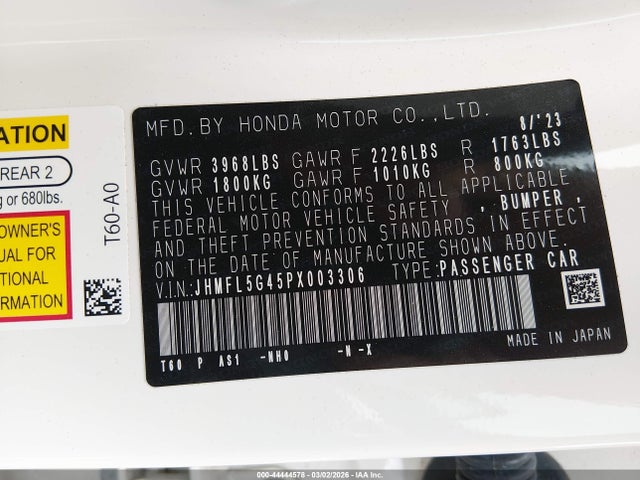 ATION
REAR 2
g or 680lbs.
OWNER'S
UAL FOR
TIONAL
FORMATION
T60-A0
MFD.BY HONDA MOTOR CO.,LTD. 8/'23
GVWR 3968LBS GAWR F 2226LBS R 1763LBS
GVWR 1800KG GAWR F 1010KG R 800KG
THIS VEHICLE CONFORMS TO ALL APPLICABLE
FEDERAL MOTOR VEHICLE SAFETY , BUMPER ,
AND THEFT PREVENTION STANDARDS IN EFFECT
ON THE DATE OF MANUFACTURE SHOWN ABOVE.
V.I.N.: JHMFL5G45PX003306 TYPE:PASSENGER CAR
T60 P AS1 -NH0 -N -X
MADE IN JAPAN
000 - 44444578 - 03/02/2026 - IAA Inc.